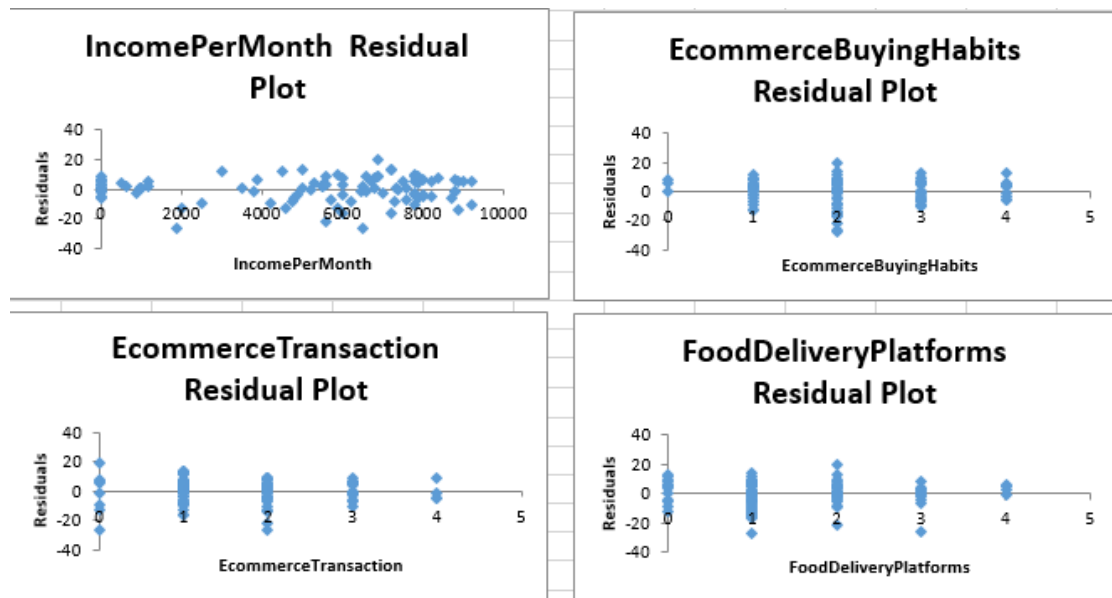 IncomePerMonth Residual
Plot
40
20
0
-20
-40
Residuals
0 2000 4000 6000 8000 10000
IncomePerMonth
EcommerceBuyingHabits
Residual Plot
40
20
0
-20
-40
Residuals
0 1 2 3 4 5
EcommerceBuyingHabits
EcommerceTransaction
Residual Plot
40
20
0
-20
-40
Residuals
0 1 2 3 4 5
EcommerceTransaction
FoodDeliveryPlatforms
Residual Plot
40
20
0
-20
-40
Residuals
0 1 2 3 4 5
FoodDeliveryPlatforms